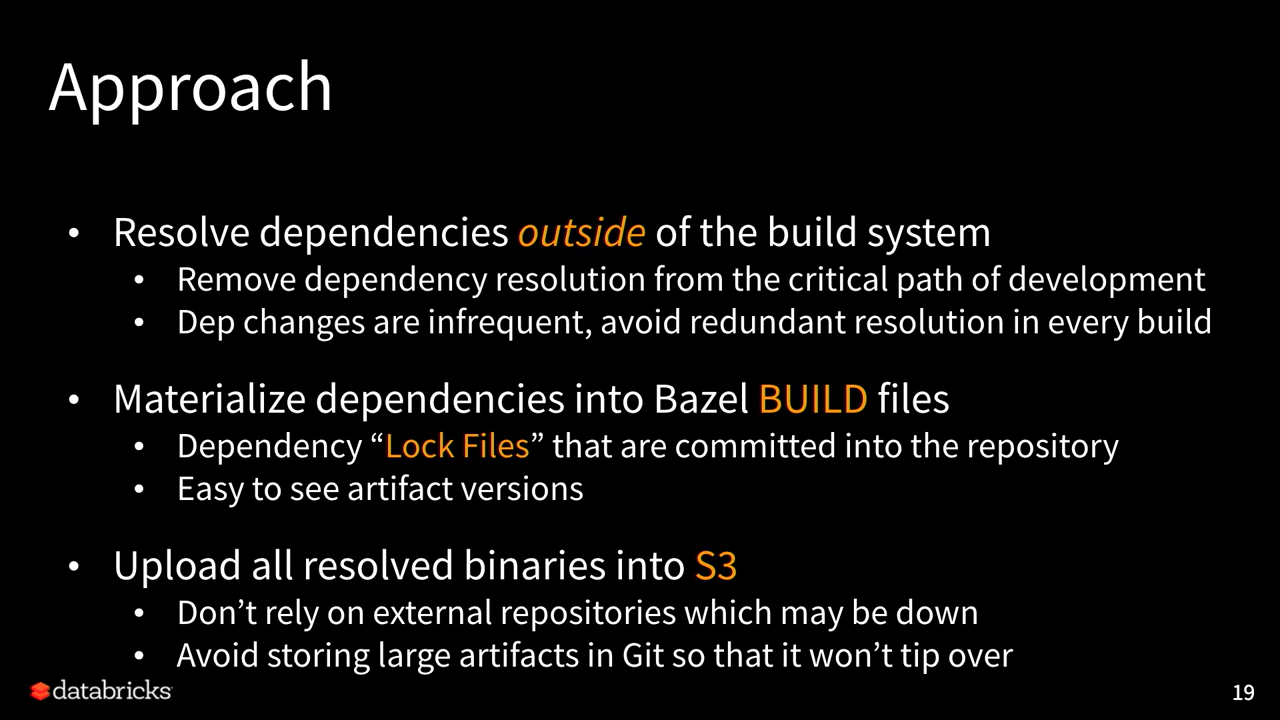 Approach
• Resolve dependencies outside of the build system
• Remove dependency resolution from the critical path of development
• Dep changes are infrequent, avoid redundant resolution in every build
• Materialize dependencies into Bazel BUILD files
• Dependency “Lock Files” that are committed into the repository
• Easy to see artifact versions
• Upload all resolved binaries into S3
• Don’t rely on external repositories which may be down
• Avoid storing large artifacts in Git so that it won’t tip over
databricks
19